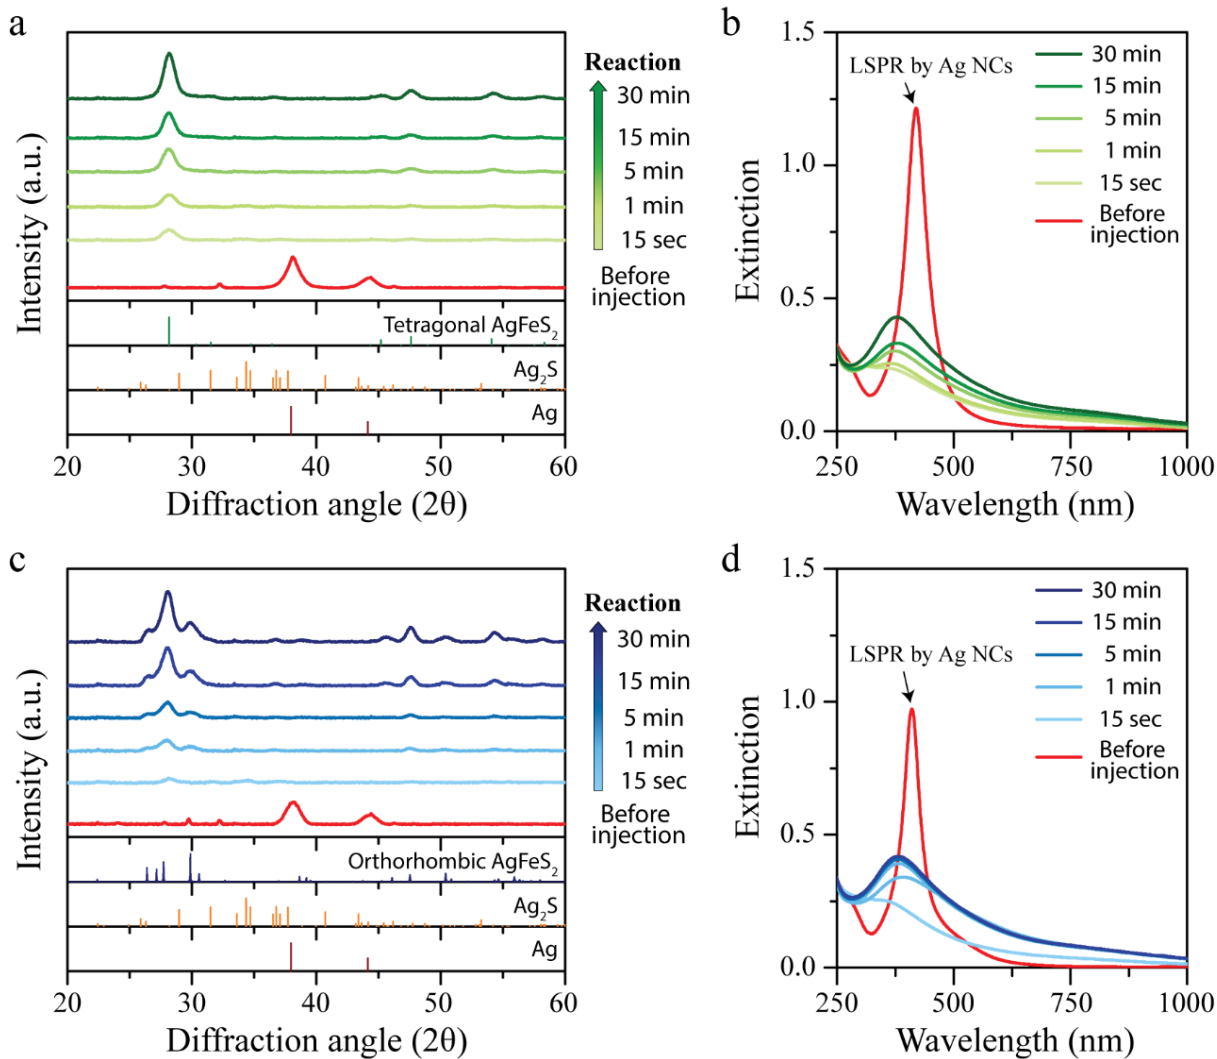 a
Intensity (a.u.)
Reaction
30 min
15 min
5 min
1 min
15 sec
Before
injection
Tetragonal AgFeS₂
Ag₂S
Ag
20 30 40 50 60
Diffraction angle (2θ)
b
Extinction
1.5
1.0
0.5
0.0
LSPR by Ag NCs
30 min
15 min
5 min
1 min
15 sec
Before
injection
250 500 750 1000
Wavelength (nm)
c
Intensity (a.u.)
Reaction
30 min
15 min
5 min
1 min
15 sec
Before
injection
Orthorhombic AgFeS₂
Ag₂S
Ag
20 30 40 50 60
Diffraction angle (2θ)
d
Extinction
1.5
1.0
0.5
0.0
LSPR by Ag NCs
30 min
15 min
5 min
1 min
15 sec
Before
injection
250 500 750 1000
Wavelength (nm)